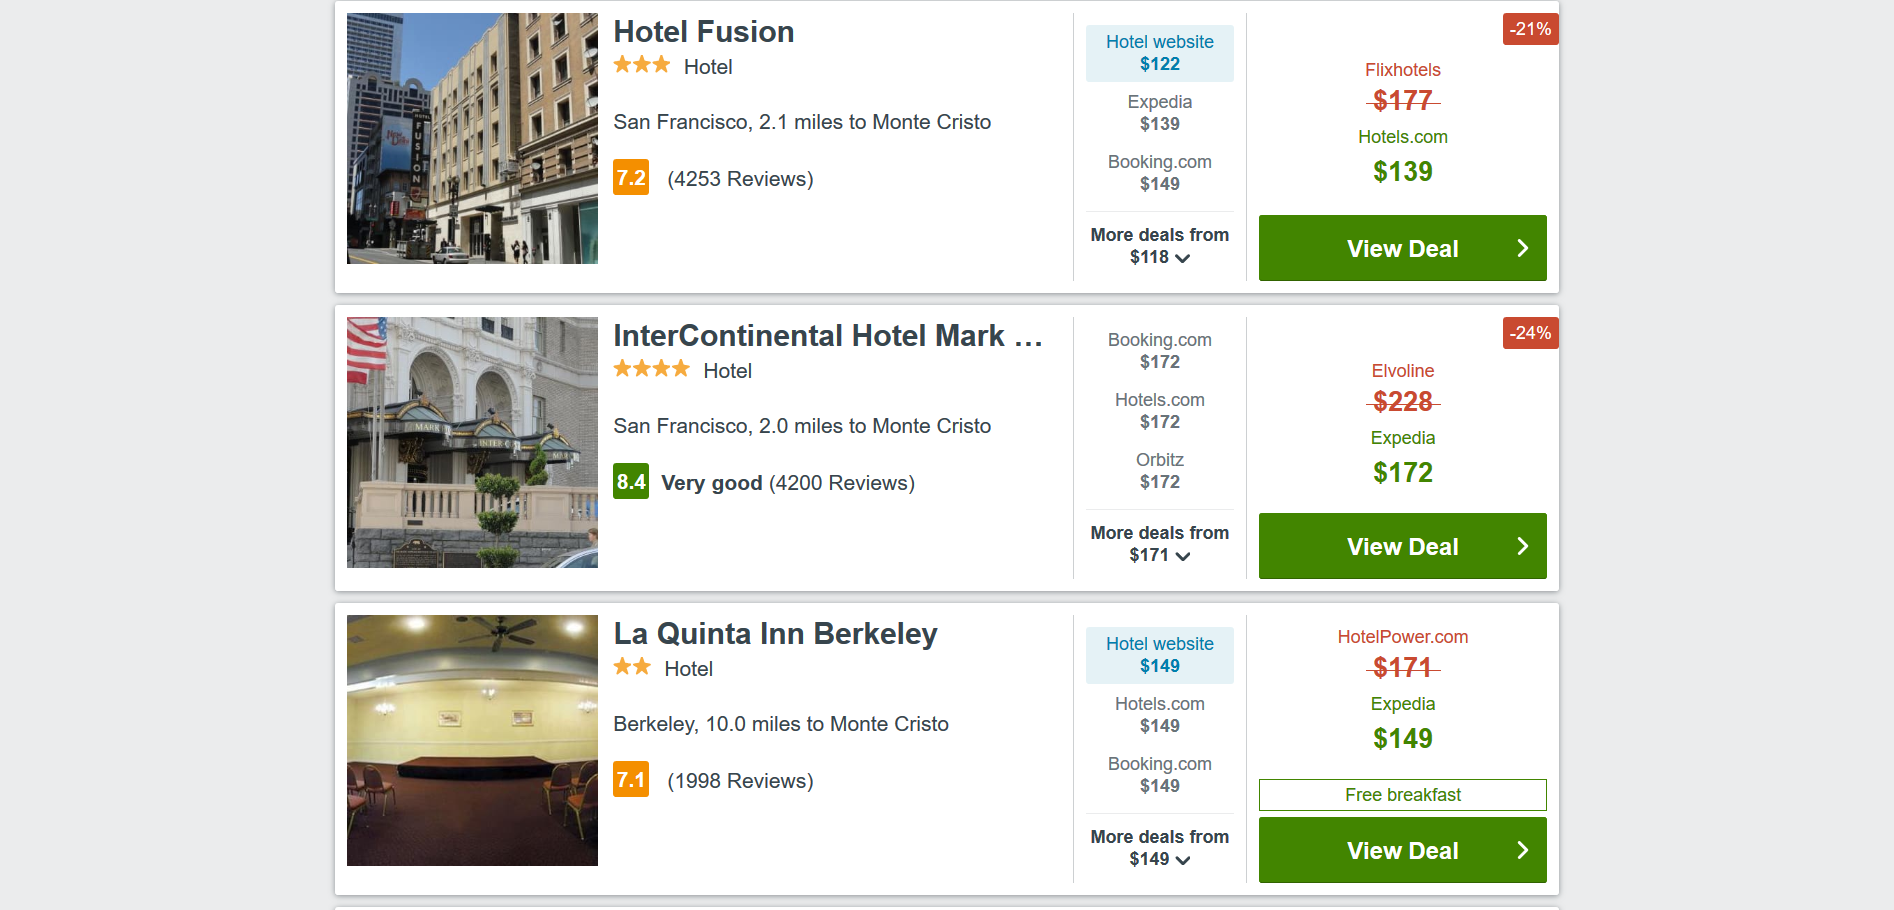 Hotel Fusion
Hotel
San Francisco, 2.1 miles to Monte Cristo
7.2 (4253 Reviews)
Hotel website
$122
Expedia
$139
Booking.com
$149
More deals from
$118
-21%
Flixhotels
$177
Hotels.com
$139
View Deal
HOTEL
FUSION
InterContinental Hotel Mark ...
Hotel
San Francisco, 2.0 miles to Monte Cristo
8.4 Very good (4200 Reviews)
Booking.com
$172
Hotels.com
$172
Orbitz
$172
More deals from
$171
-24%
Elvoline
$228
Expedia
$172
View Deal
MARK
INTER
La Quinta Inn Berkeley
Hotel
Berkeley, 10.0 miles to Monte Cristo
7.1 (1998 Reviews)
Hotel website
$149
Hotels.com
$149
Booking.com
$149
More deals from
$149
HotelPower.com
$171
Expedia
$149
Free breakfast
View Deal